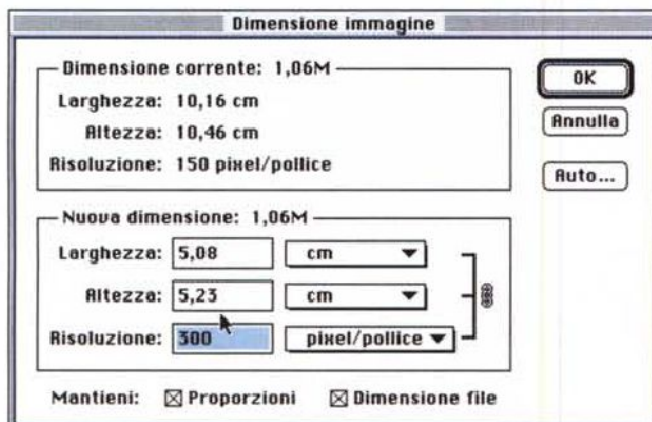 Dimensione immagine
Dimensione corrente: 1,06M
Larghezza: 10,16 cm
Altezza: 10,46 cm
Risoluzione: 150 pixel/pollice
OK
Annulla
Auto...
Nuova dimensione: 1,06M
Larghezza: 5,08 cm
Altezza: 5,23 cm
Risoluzione: 300 pixel/pollice
Mantieni: Proporzioni Dimensione file